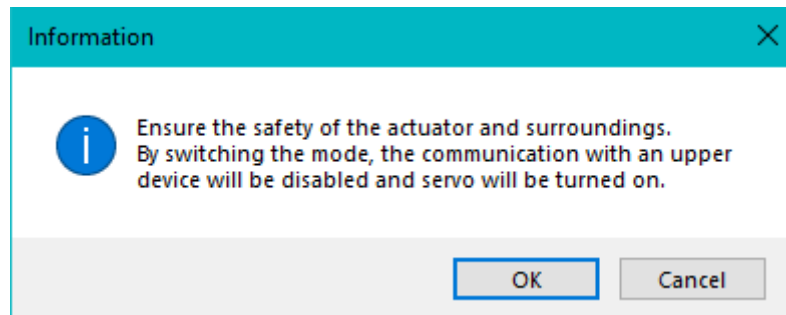 Information
Ensure the safety of the actuator and surroundings.
By switching the mode, the communication with an upper
device will be disabled and servo will be turned on.
OK
Cancel